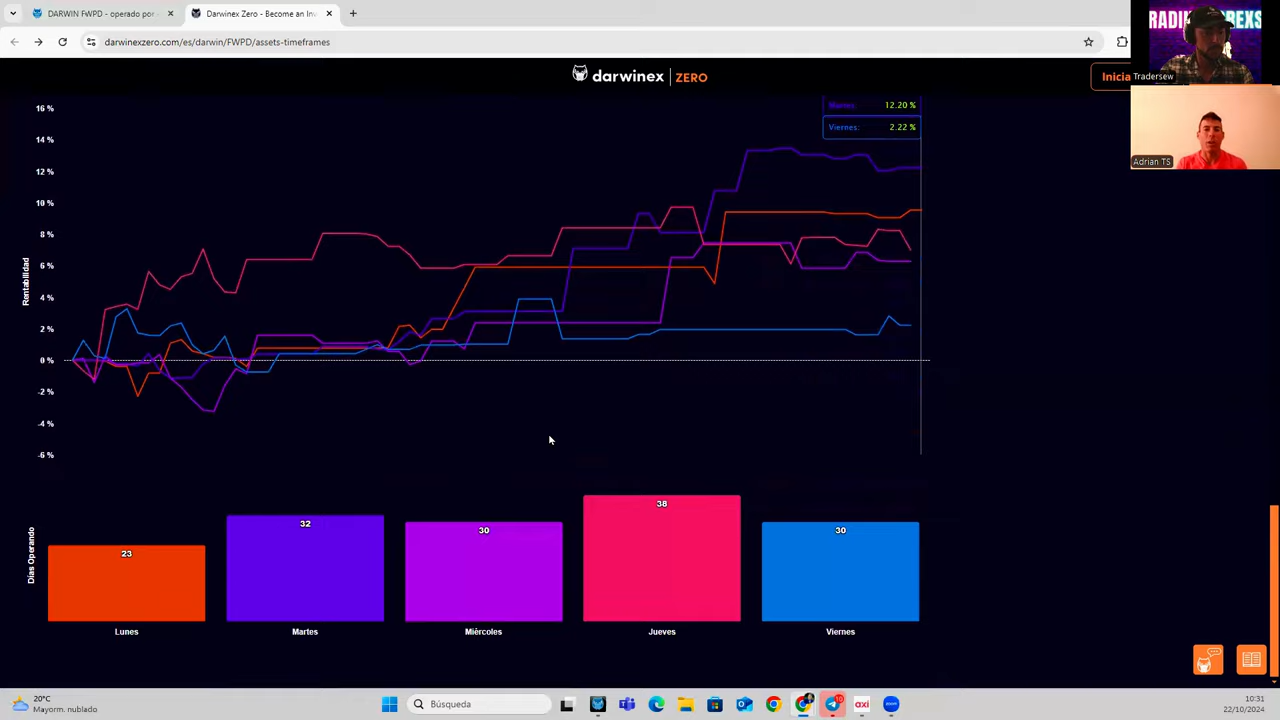 DARWIN FWPD - operado por
Darwinex Zero - Become an Inv
darwinexzero.com/es/darwin/FWPD/assets-timeframes
darwinex | ZERO
Inicia
Tradersew
Adrian TS
16 %
14 %
12 %
10 %
8 %
6 %
4 %
2 %
0 %
-2 %
-4 %
-6 %
Rentabilidad
Martes: 12.20 %
Viernes: 2.22 %
Días Operando
23
32
30
38
30
Lunes
Martes
Miércoles
Jueves
Viernes
20°C
Mayorm. nublado
Búsqueda
axi
zoom
10:31
22/10/2024